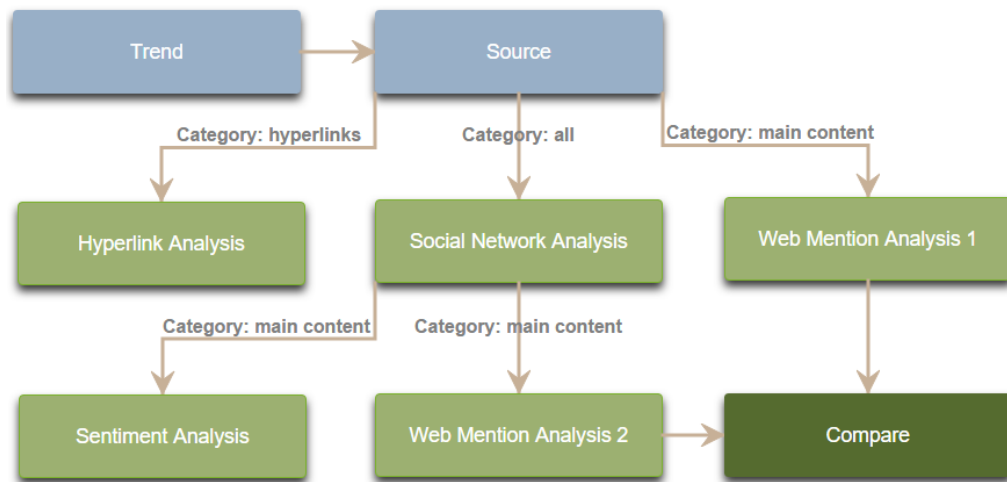 Trend
Source
Category: hyperlinks
Category: all
Category: main content
Hyperlink Analysis
Social Network Analysis
Web Mention Analysis 1
Category: main content
Category: main content
Sentiment Analysis
Web Mention Analysis 2
Compare